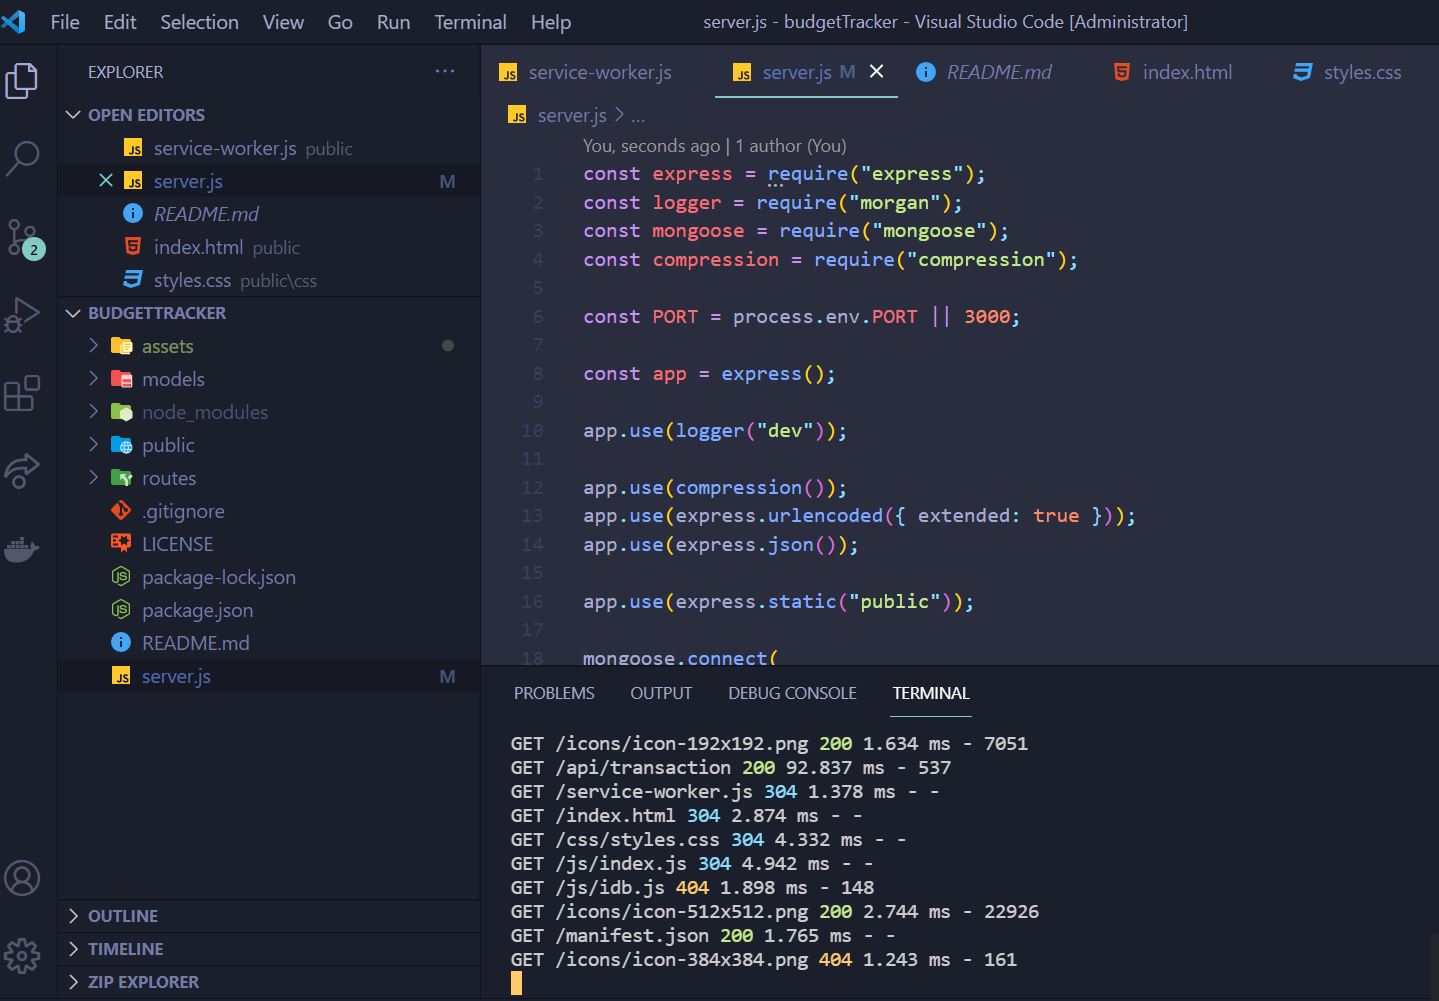 File Edit Selection View Go Run Terminal Help server.js - budgetTracker - Visual Studio Code [Administrator]
EXPLORER ...
OPEN EDITORS
service-worker.js public
server.js M
README.md
index.html public
styles.css public\css
BUDGETTRACKER
assets
models
node_modules
public
routes
.gitignore
LICENSE
package-lock.json
package.json
README.md
server.js M
OUTLINE
TIMELINE
ZIP EXPLORER
2
service-worker.js server.js M README.md index.html styles.css
server.js > ...
You, seconds ago | 1 author (You)
1 const express = require("express");
2 const logger = require("morgan");
3 const mongoose = require("mongoose");
4 const compression = require("compression");
5
6 const PORT = process.env.PORT || 3000;
7
8 const app = express();
9
10 app.use(logger("dev"));
11
12 app.use(compression());
13 app.use(express.urlencoded({ extended: true }));
14 app.use(express.json());
15
16 app.use(express.static("public"));
17
18 mongoose.connect(
PROBLEMS OUTPUT DEBUG CONSOLE TERMINAL
GET /icons/icon-192x192.png 200 1.634 ms - 7051
GET /api/transaction 200 92.837 ms - 537
GET /service-worker.js 304 1.378 ms - -
GET /index.html 304 2.874 ms - -
GET /css/styles.css 304 4.332 ms - -
GET /js/index.js 304 4.942 ms - -
GET /js/idb.js 404 1.898 ms - 148
GET /icons/icon-512x512.png 200 2.744 ms - 22926
GET /manifest.json 200 1.765 ms - -
GET /icons/icon-384x384.png 404 1.243 ms - 161